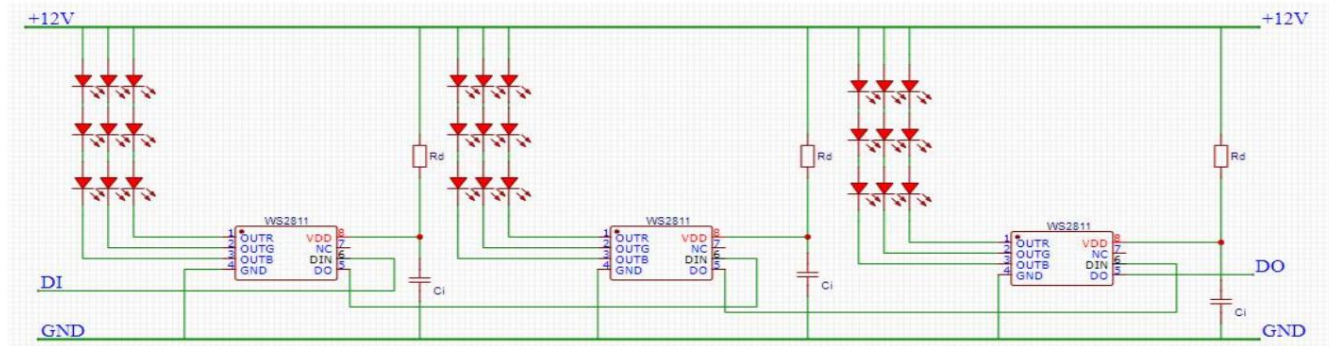 +12V +12V
Rd Rd Rd
WS2811
1 OUTR VDD 8
2 OUTG NC 7
3 OUTB DIN 6
4 GND DO 5
WS2811
1 OUTR VDD 8
2 OUTG NC 7
3 OUTB DIN 6
4 GND DO 5
WS2811
1 OUTR VDD 8
2 OUTG NC 7
3 OUTB DIN 6
4 GND DO 5
DI DO
Ci Ci Ci
GND GND